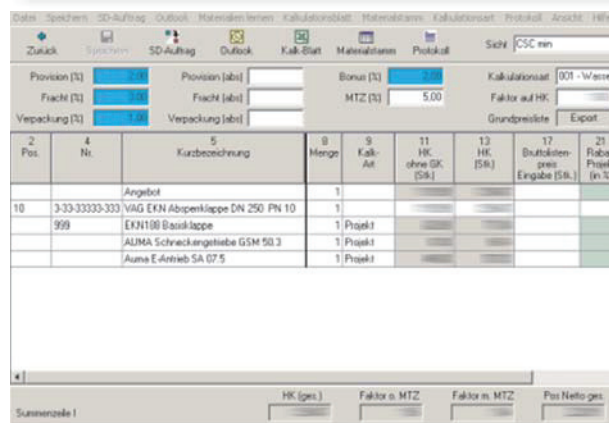 Datei Speichern SD-Auftrag Outlook Materialien lernen Kalkulationsblatt Materialstamm Kalkulationsart Protokoll Ansicht Hilf
Zurück Speichern SD-Auftrag Outlook Kalk-Blatt Materialstamm Protokoll Sicht CSC min
Provision [%] 2,00 Provision [abs] Bonus [%] 2,00 Kalkulationsart 001 - Wasse
Fracht [%] 3,00 Fracht [abs] MTZ [%] 5,00 Faktor auf HK
Verpackung [%] 1,00 Verpackung [abs] Grundpreisliste Export
2 4 5 8 9 11 13 17 21
Pos. Nr. Kurzbezeichnung Menge Kalk- HK HK Bruttolisten- Raba
Art ohne GK [Stk.] preis Projek
[Stk.] Eingabe [Stk.] (in %
Angebot 1
10 3-33-33333-333 VAG EKN Absperrklappe DN 250 PN 10 1
999 EKN188 Basisklappe 1 Projekt
AUMA Schneckengetriebe GSM 50.3 1 Projekt
Auma E-Antrieb SA 07.5 1 Projekt
HK (ges.) Faktor o. MTZ Faktor m. MTZ Pos Netto ges.
Summenzeile I